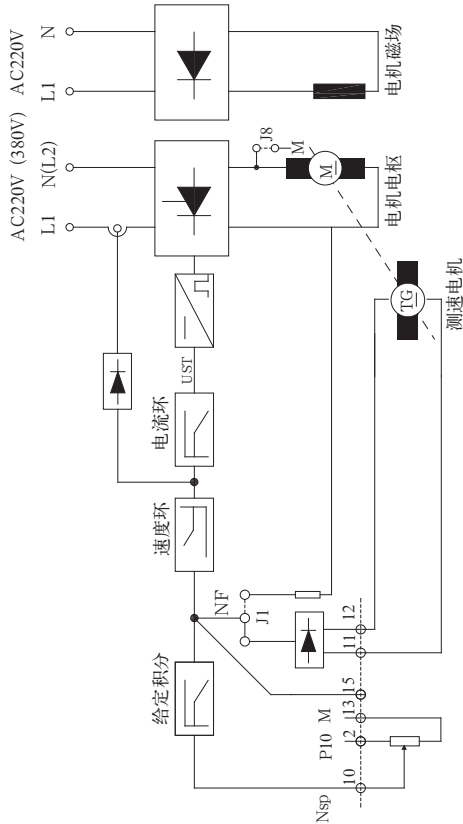 AC220V
N
L1
电机磁场
AC220V (380V)
N(L2)
L1
J8
M
M
电机电枢
UST
电流环
速度环
给定积分
TG
测速电机
NF
J1
12
11
15
13
M
2
P10
10
Nsp